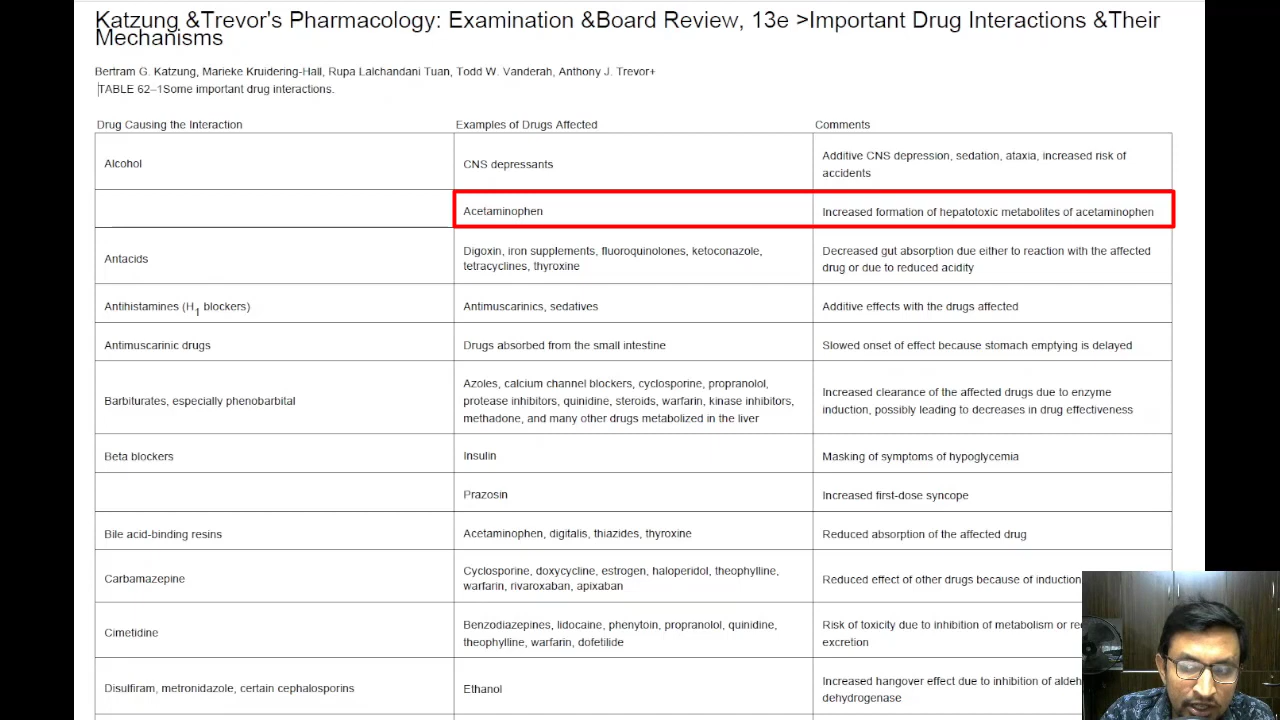 Katzung &Trevor's Pharmacology: Examination &Board Review, 13e >Important Drug Interactions &Their
Mechanisms
Bertram G. Katzung, Marieke Kruidering-Hall, Rupa Lalchandani Tuan, Todd W. Vanderah, Anthony J. Trevor+
TABLE 62–1Some important drug interactions.
Drug Causing the Interaction
Examples of Drugs Affected
Comments
Alcohol
CNS depressants
Additive CNS depression, sedation, ataxia, increased risk of
accidents
Acetaminophen
Increased formation of hepatotoxic metabolites of acetaminophen
Antacids
Digoxin, iron supplements, fluoroquinolones, ketoconazole,
tetracyclines, thyroxine
Decreased gut absorption due either to reaction with the affected
drug or due to reduced acidity
Antihistamines (H1 blockers)
Antimuscarinics, sedatives
Additive effects with the drugs affected
Antimuscarinic drugs
Drugs absorbed from the small intestine
Slowed onset of effect because stomach emptying is delayed
Barbiturates, especially phenobarbital
Azoles, calcium channel blockers, cyclosporine, propranolol,
protease inhibitors, quinidine, steroids, warfarin, kinase inhibitors,
methadone, and many other drugs metabolized in the liver
Increased clearance of the affected drugs due to enzyme
induction, possibly leading to decreases in drug effectiveness
Beta blockers
Insulin
Masking of symptoms of hypoglycemia
Prazosin
Increased first-dose syncope
Bile acid-binding resins
Acetaminophen, digitalis, thiazides, thyroxine
Reduced absorption of the affected drug
Carbamazepine
Cyclosporine, doxycycline, estrogen, haloperidol, theophylline,
warfarin, rivaroxaban, apixaban
Reduced effect of other drugs because of induction
Cimetidine
Benzodiazepines, lidocaine, phenytoin, propranolol, quinidine,
theophylline, warfarin, dofetilide
Risk of toxicity due to inhibition of metabolism or
excretion
Disulfiram, metronidazole, certain cephalosporins
Ethanol
Increased hangover effect due to inhibition of
dehydrogenase